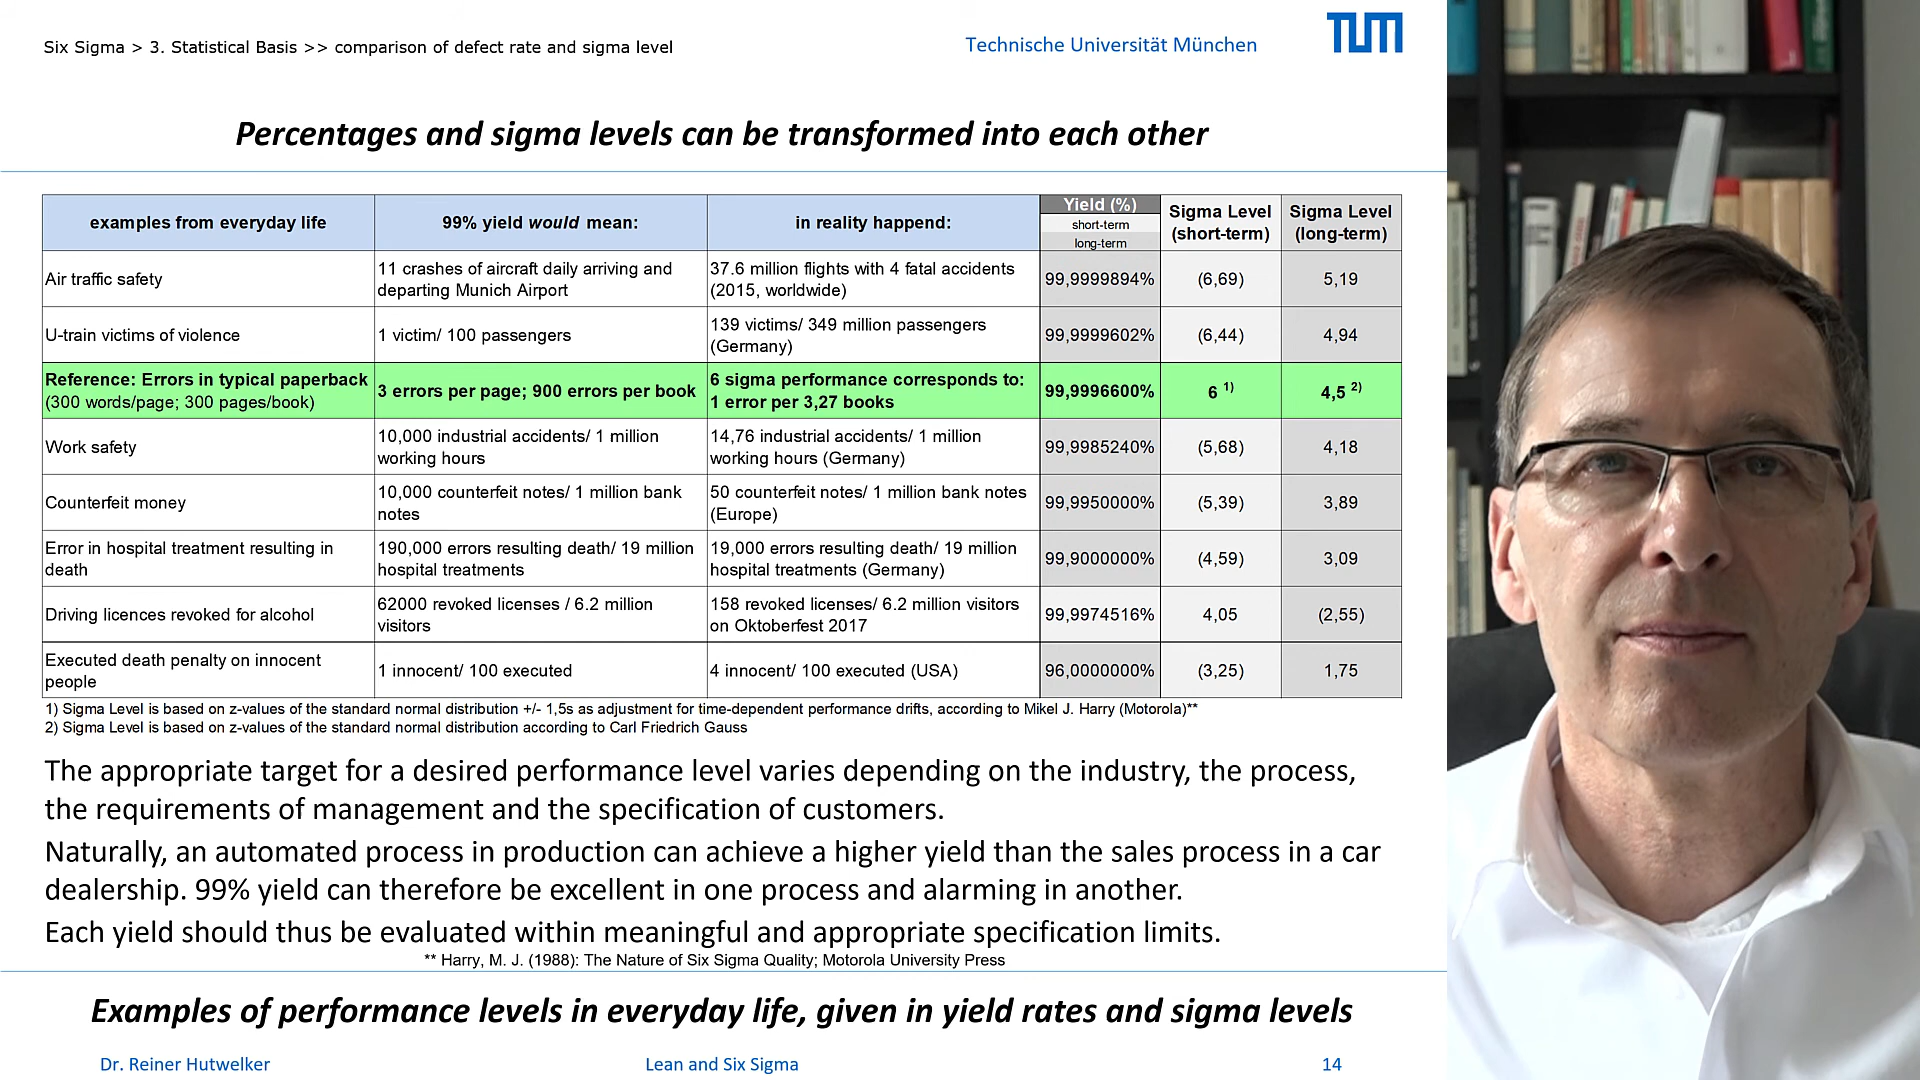 Six Sigma > 3. Statistical Basis >> comparison of defect rate and sigma level
Technische Universität München
TUM
Percentages and sigma levels can be transformed into each other
examples from everyday life
99% yield would mean:
in reality happend:
Yield (%)
short-term
long-term
Sigma Level
(short-term)
Sigma Level
(long-term)
Air traffic safety
11 crashes of aircraft daily arriving and
departing Munich Airport
37.6 million flights with 4 fatal accidents
(2015, worldwide)
99,9999894%
(6,69)
5,19
U-train victims of violence
1 victim/ 100 passengers
139 victims/ 349 million passengers
(Germany)
99,9999602%
(6,44)
4,94
Reference: Errors in typical paperback
(300 words/page; 300 pages/book)
3 errors per page; 900 errors per book
6 sigma performance corresponds to:
1 error per 3,27 books
99,9996600%
6 1)
4,5 2)
Work safety
10,000 industrial accidents/ 1 million
working hours
14,76 industrial accidents/ 1 million
working hours (Germany)
99,9985240%
(5,68)
4,18
Counterfeit money
10,000 counterfeit notes/ 1 million bank
notes
50 counterfeit notes/ 1 million bank notes
(Europe)
99,9950000%
(5,39)
3,89
Error in hospital treatment resulting in
death
190,000 errors resulting death/ 19 million
hospital treatments
19,000 errors resulting death/ 19 million
hospital treatments (Germany)
99,9000000%
(4,59)
3,09
Driving licences revoked for alcohol
62000 revoked licenses / 6.2 million
visitors
158 revoked licenses/ 6.2 million visitors
on Oktoberfest 2017
99,9974516%
4,05
(2,55)
Executed death penalty on innocent
people
1 innocent/ 100 executed
4 innocent/ 100 executed (USA)
96,0000000%
(3,25)
1,75
1) Sigma Level is based on z-values of the standard normal distribution +/- 1,5s as adjustment for time-dependent performance drifts, according to Mikel J. Harry (Motorola)**
2) Sigma Level is based on z-values of the standard normal distribution according to Carl Friedrich Gauss
The appropriate target for a desired performance level varies depending on the industry, the process,
the requirements of management and the specification of customers.
Naturally, an automated process in production can achieve a higher yield than the sales process in a car
dealership. 99% yield can therefore be excellent in one process and alarming in another.
Each yield should thus be evaluated within meaningful and appropriate specification limits.
** Harry, M. J. (1988): The Nature of Six Sigma Quality; Motorola University Press
Examples of performance levels in everyday life, given in yield rates and sigma levels
Dr. Reiner Hutwelker
Lean and Six Sigma
14